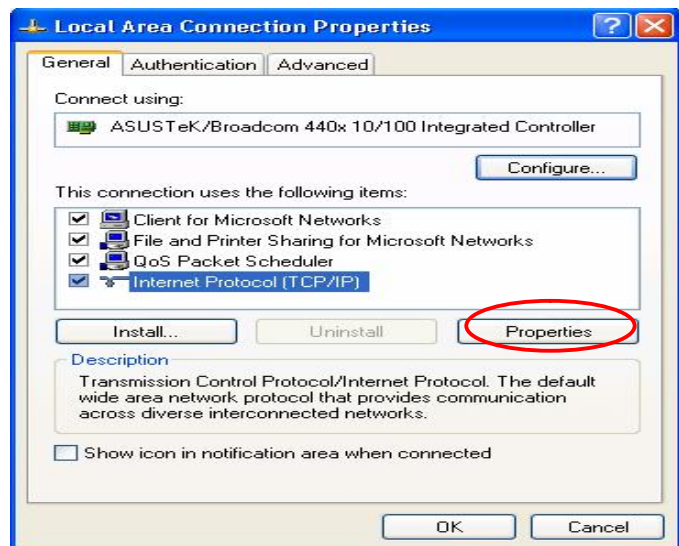 Local Area Connection Properties
General Authentication Advanced
Connect using:
ASUSTeK/Broadcom 440x 10/100 Integrated Controller
Configure...
This connection uses the following items:
Client for Microsoft Networks
File and Printer Sharing for Microsoft Networks
QoS Packet Scheduler
Internet Protocol (TCP/IP)
Install... Uninstall Properties
Description
Transmission Control Protocol/Internet Protocol. The default
wide area network protocol that provides communication
across diverse interconnected networks.
Show icon in notification area when connected
OK Cancel